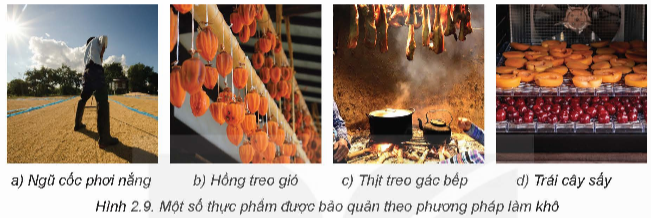 a) Ngũ cốc phơi nắng
b) Hồng treo gió
c) Thịt treo gác bếp
d) Trái cây sấy
Hình 2.9. Một số thực phẩm được bảo quản theo phương pháp làm khô